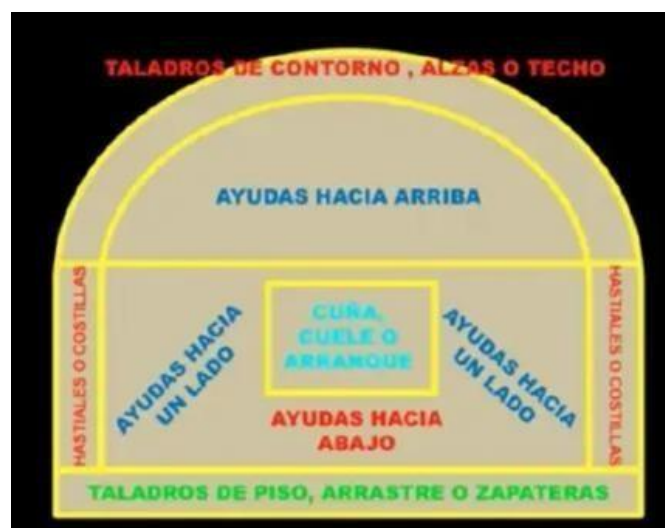 TALADROS DE CONTORNO , ALZAS O TECHO
AYUDAS HACIA ARRIBA
HASTIALES O COSTILLAS
AYUDAS HACIA
UN LADO
CUÑA,
CUELE O
ARRANQUE
AYUDAS HACIA
UN LADO
HASTIALES O COSTILLAS
AYUDAS HACIA
ABAJO
TALADROS DE PISO, ARRASTRE O ZAPATERAS